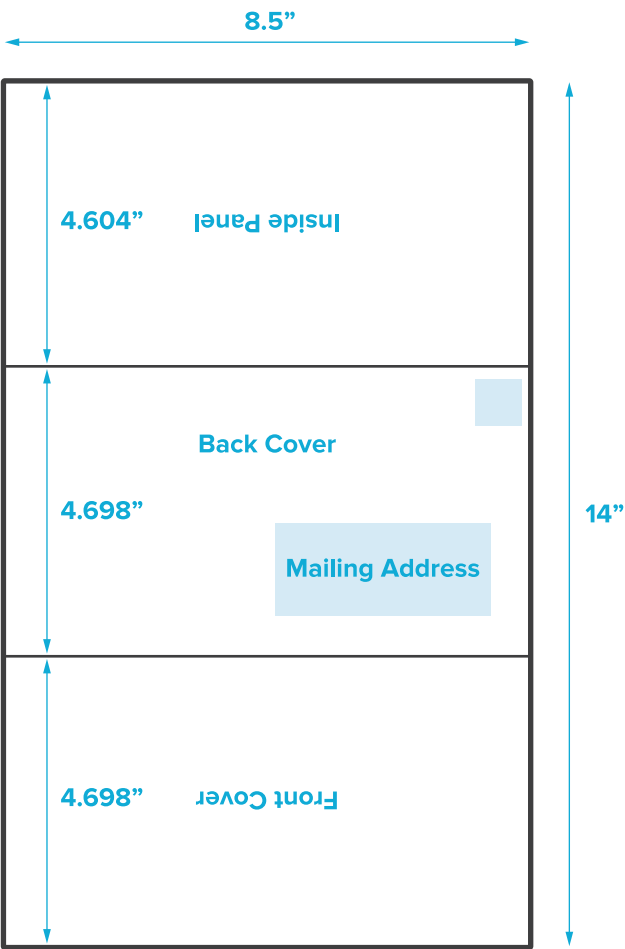 8.5”
4.604”
Inside Panel
Back Cover
4.698”
14”
Mailing Address
4.698”
Front Cover